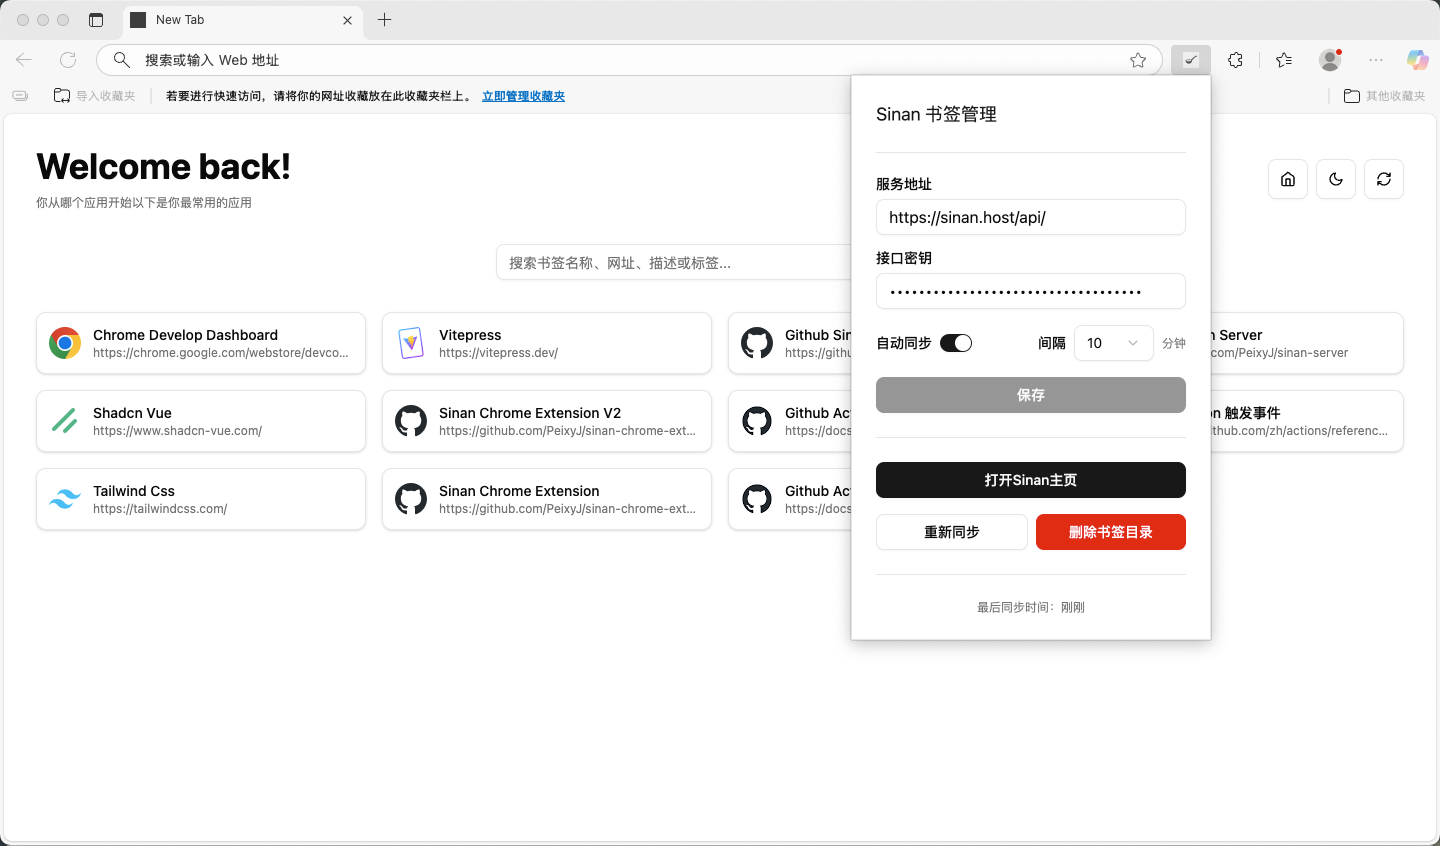 New Tab
搜索或输入 Web 地址
导入收藏夹
若要进行快速访问，请将你的网址收藏放在此收藏夹栏上。 立即管理收藏夹
其他收藏夹
Welcome back!
你从哪个应用开始以下是你最常用的应用
搜索书签名称、网址、描述或标签...
Chrome Develop Dashboard
https://chrome.google.com/webstore/devco...
Vitepress
https://vitepress.dev/
Github Sin
https://githu
Server
com/PeixyJ/sinan-server
Shadcn Vue
https://www.shadcn-vue.com/
Sinan Chrome Extension V2
https://github.com/PeixyJ/sinan-chrome-ext...
Github Ac
https://docs
on 触发事件
thub.com/zh/actions/referenc...
Tailwind Css
https://tailwindcss.com/
Sinan Chrome Extension
https://github.com/PeixyJ/sinan-chrome-ext...
Github Ac
https://docs
Sinan 书签管理
服务地址
https://sinan.host/api/
接口密钥
自动同步
间隔 10 分钟
保存
打开Sinan主页
重新同步
删除书签目录
最后同步时间：刚刚